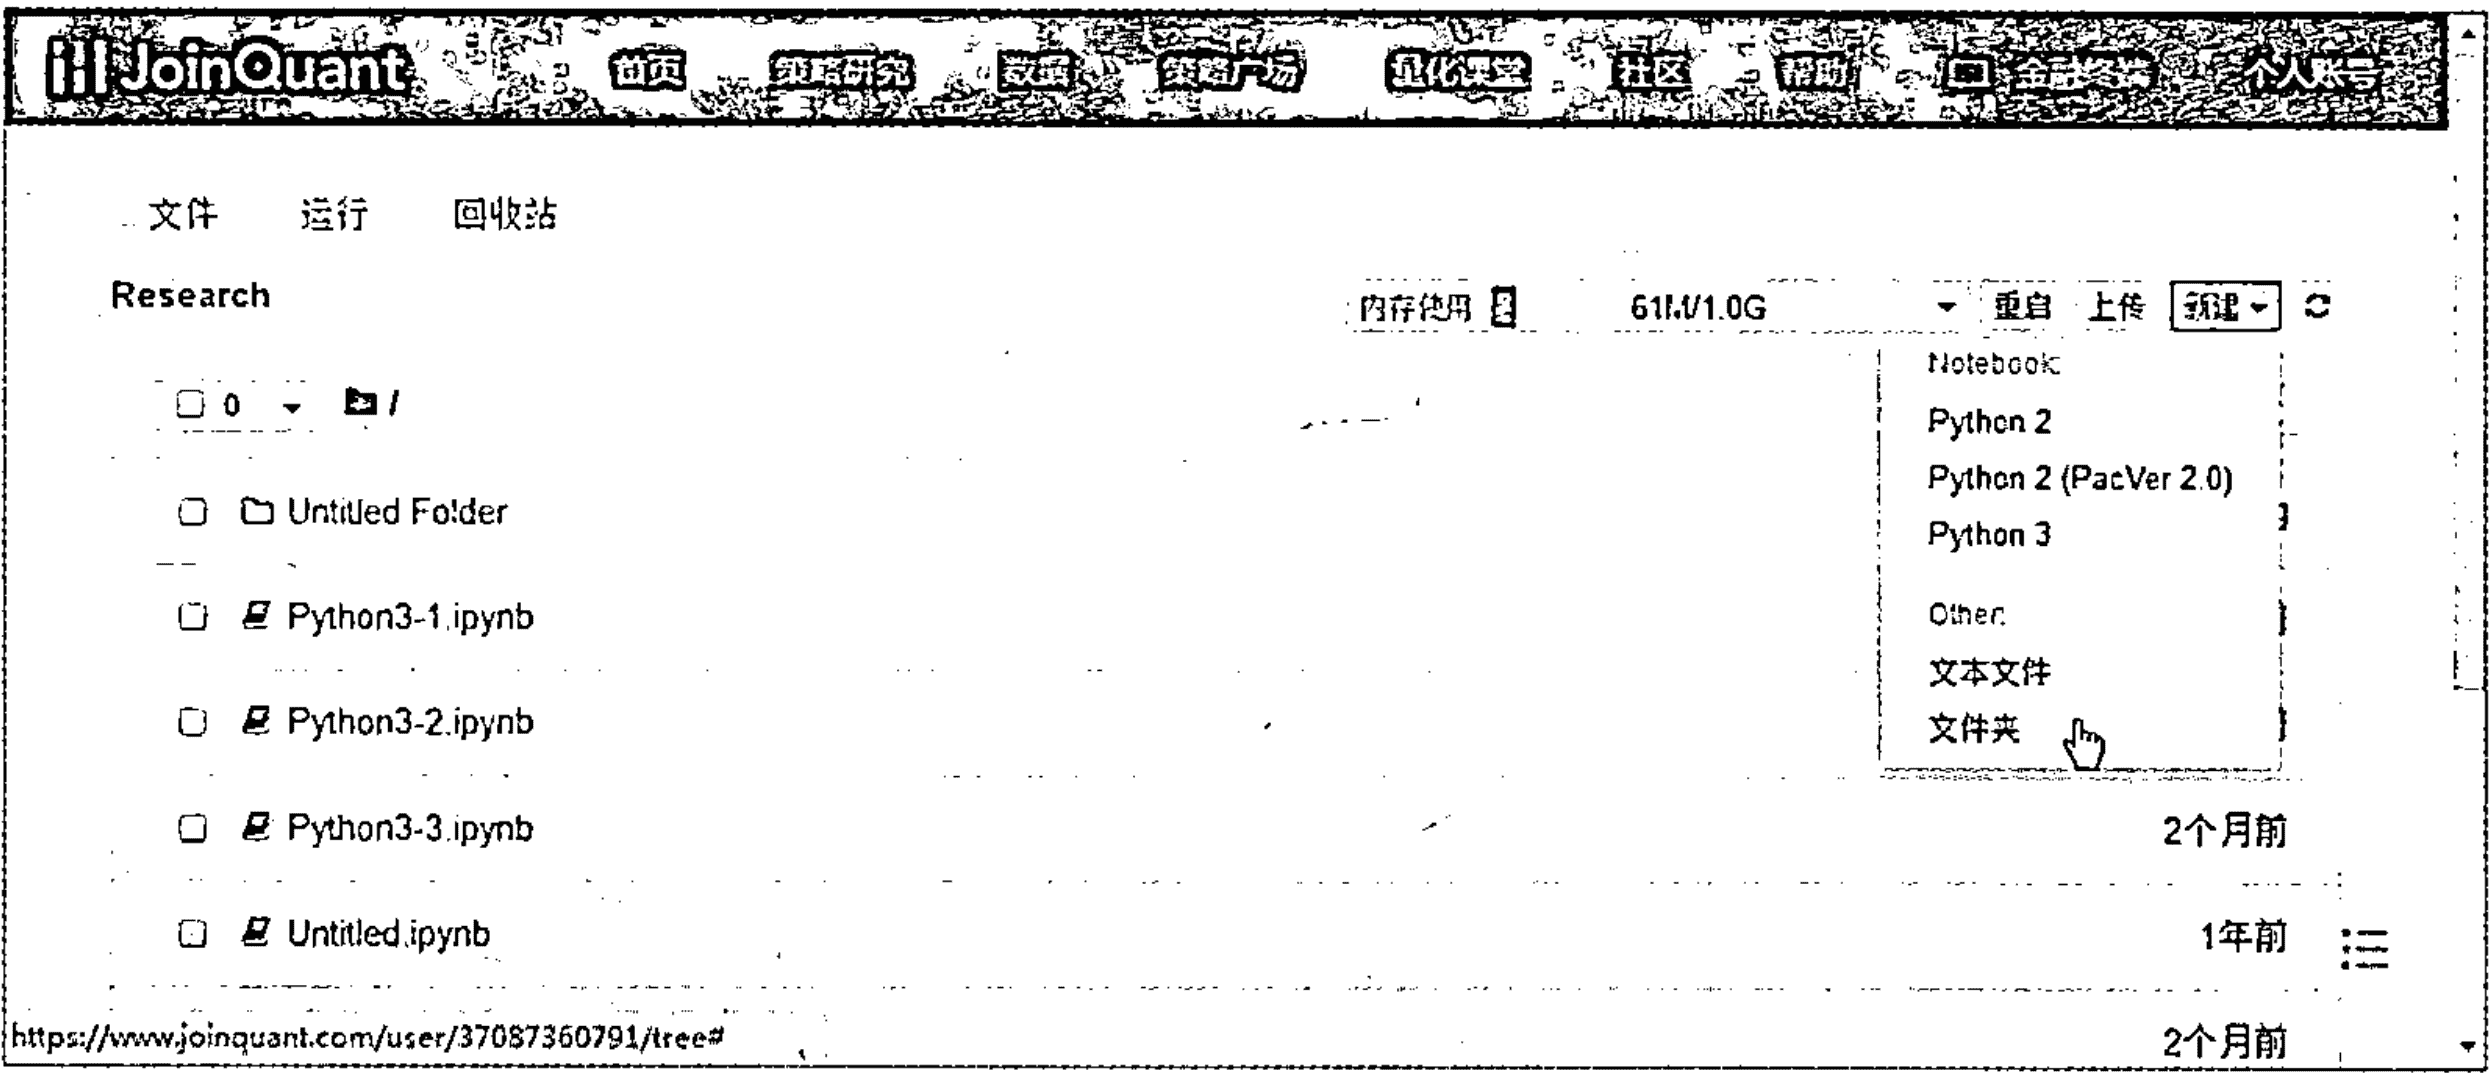 JoinQuant 首页 策略研究 数据 策略广场 量化课堂 社区 帮助 金融终端 个人账号
文件 运行 回收站
Research
内存使用 61M/1.0G 重启 上传 新建
0 /
Untitled Folder
Python3-1.ipynb
Python3-2.ipynb
Python3-3.ipynb 2个月前
Untitled.ipynb 1年前
2个月前
Notebook:
Python 2
Python 2 (PacVer 2.0)
Python 3
Other:
文本文件
文件夹
https://www.joinquant.com/user/37087360791/tree#